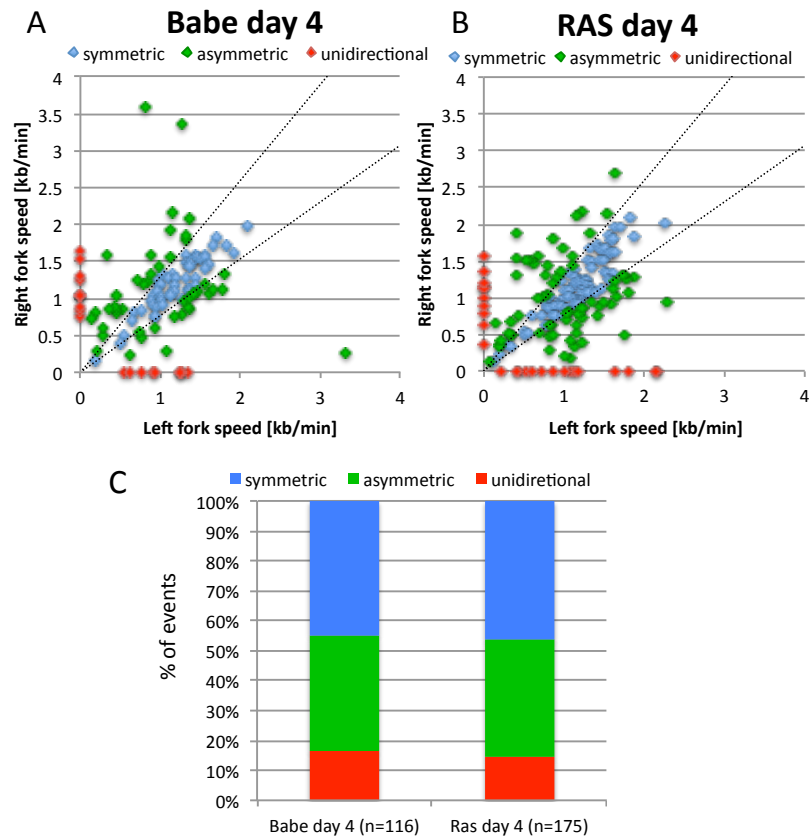 A Babe day 4
symmetric asymmetric unidirectional
4
3.5
3
2.5
2
1.5
1
0.5
0
0 1 2 3 4
Right fork speed [kb/min]
Left fork speed [kb/min]
B RAS day 4
symmetric asymmetric unidirectional
4
3.5
3
2.5
2
1.5
1
0.5
0
0 1 2 3 4
Right fork speed [kb/min]
Left fork speed [kb/min]
C
symmetric asymmetric unidiretional
100%
90%
80%
70%
60%
50%
40%
30%
20%
10%
0%
% of events
Babe day 4 (n=116) Ras day 4 (n=175)